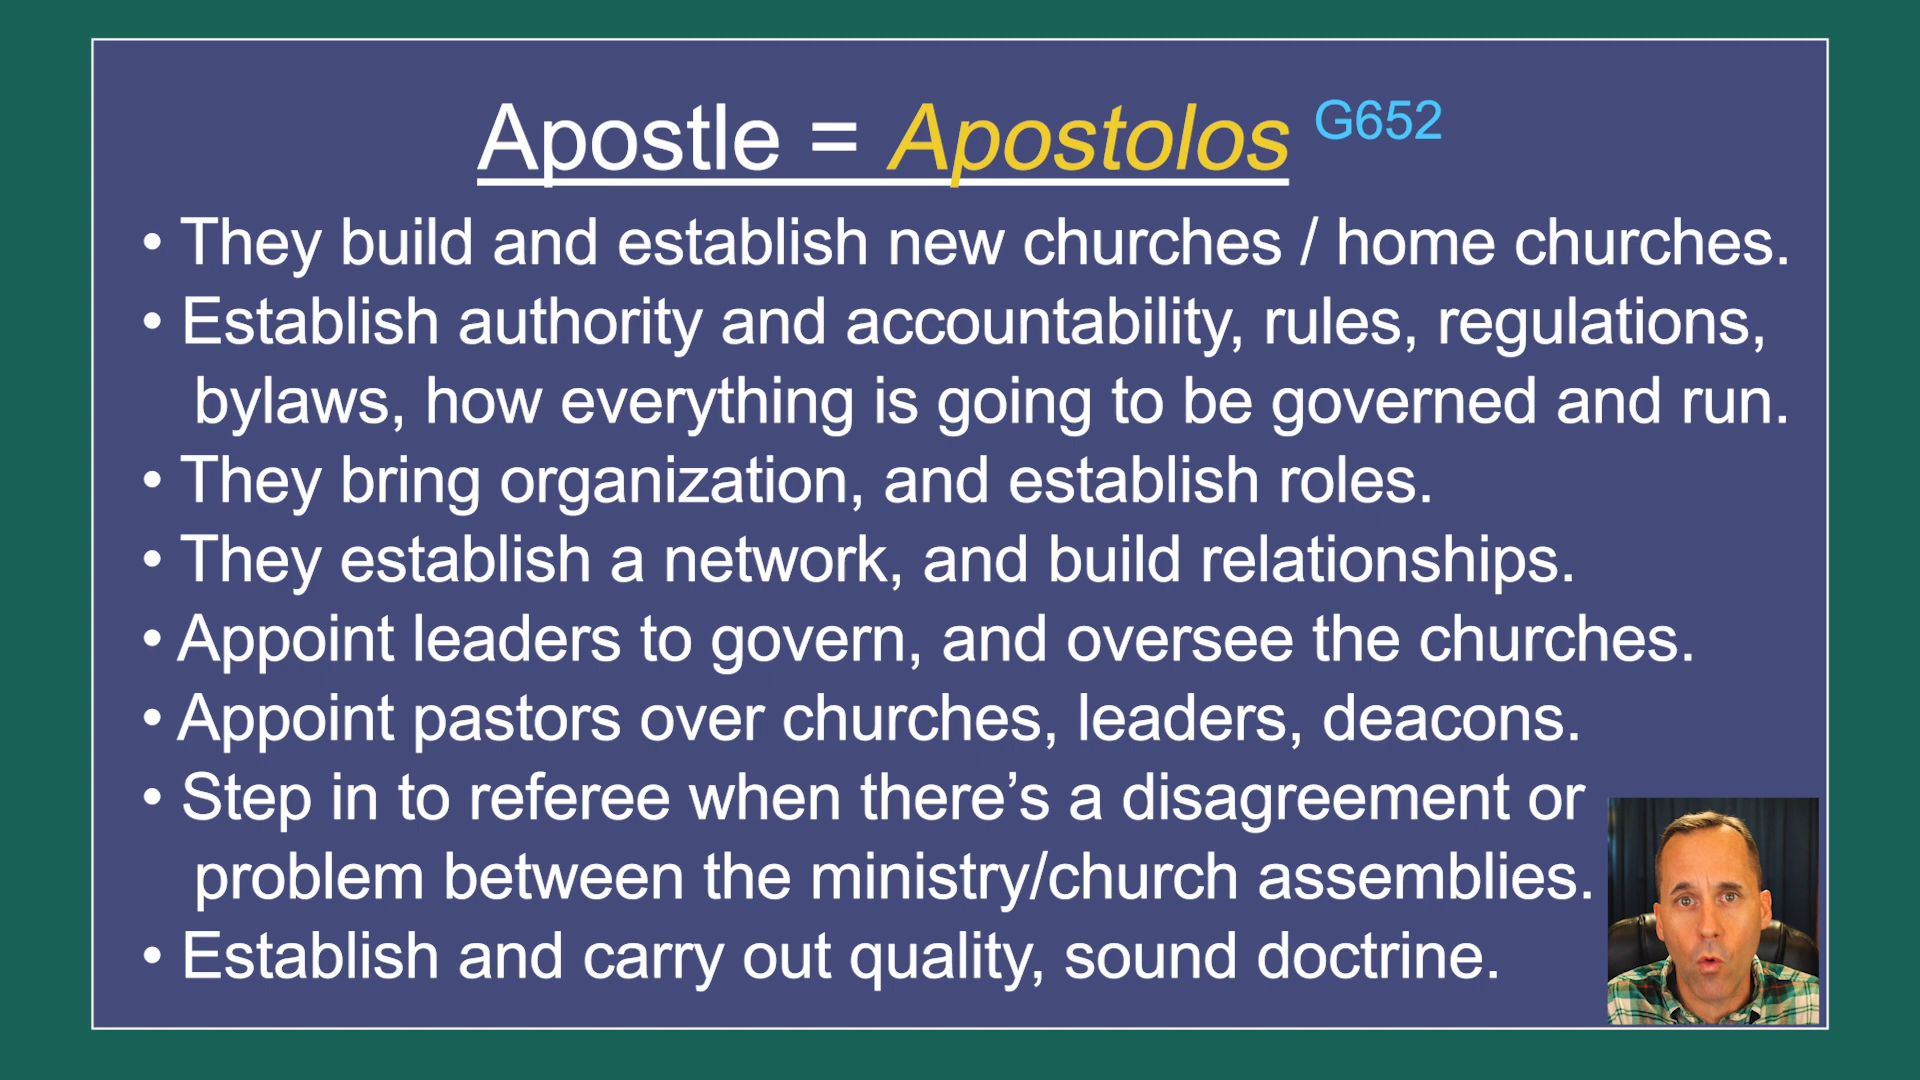 Apostle = Apostolos G652
• They build and establish new churches / home churches.
• Establish authority and accountability, rules, regulations,
bylaws, how everything is going to be governed and run.
• They bring organization, and establish roles.
• They establish a network, and build relationships.
• Appoint leaders to govern, and oversee the churches.
• Appoint pastors over churches, leaders, deacons.
• Step in to referee when there’s a disagreement or
problem between the ministry/church assemblies.
• Establish and carry out quality, sound doctrine.